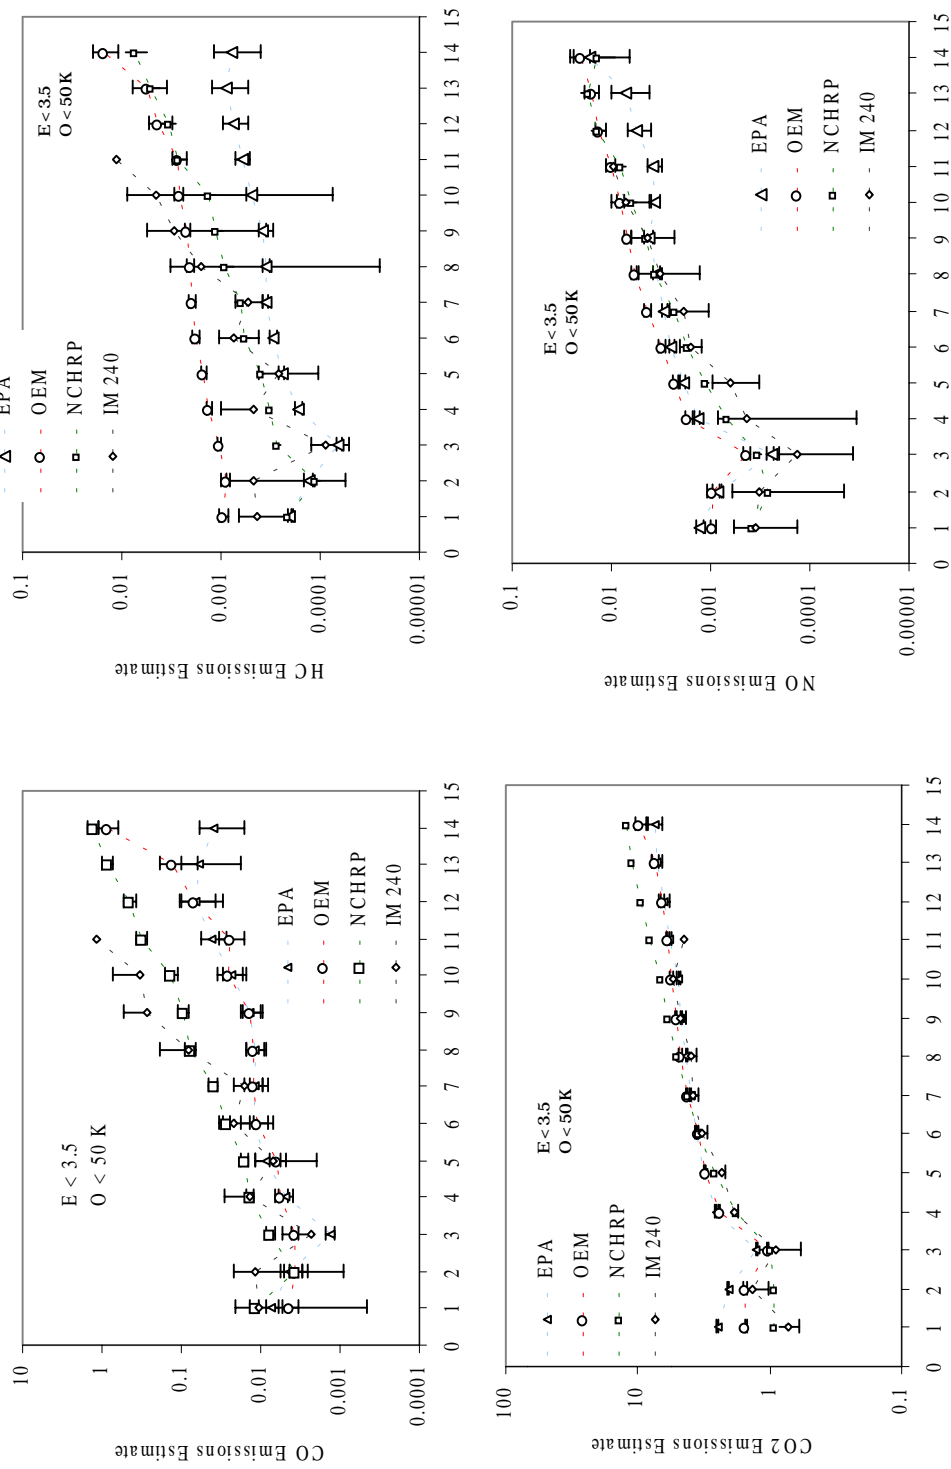 HC Emissions Estimate
0.1
0.01
0.001
0.0001
0.00001
0 1 2 3 4 5 6 7 8 9 10 11 12 13 14 15
E < 3.5
O < 50K
EPA
OEM
NCHRP
IM 240
NO Emissions Estimate
0.1
0.01
0.001
0.0001
0.00001
0 1 2 3 4 5 6 7 8 9 10 11 12 13 14 15
E < 3.5
O < 50K
EPA
OEM
NCHRP
IM 240
CO Emissions Estimate
10
1
0.1
0.01
0.001
0.0001
0 1 2 3 4 5 6 7 8 9 10 11 12 13 14 15
E < 3.5
O < 50 K
EPA
OEM
NCHRP
IM 240
CO2 Emissions Estimate
100
10
1
0.1
0 1 2 3 4 5 6 7 8 9 10 11 12 13 14 15
E < 3.5
O < 50K
EPA
OEM
NCHRP
IM 240